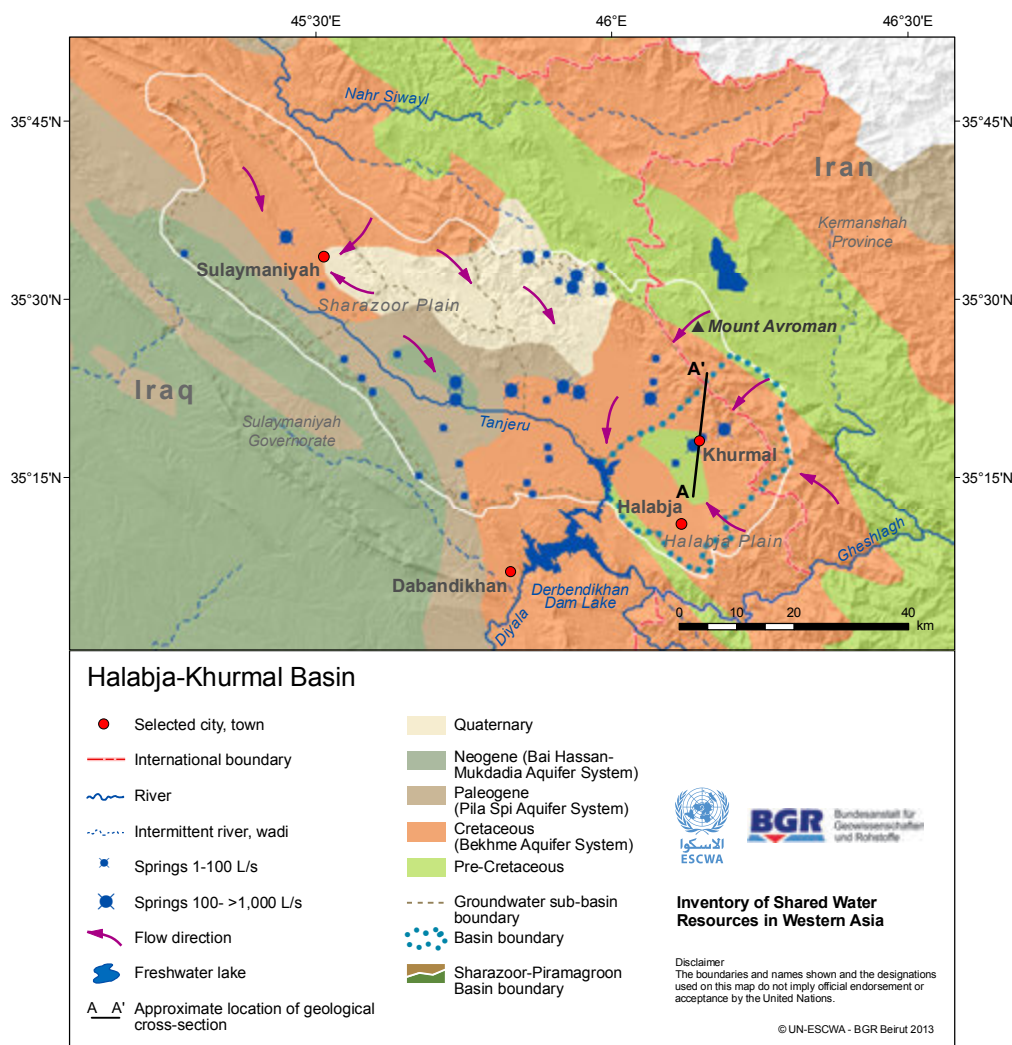 45°30'E
46°E
46°30'E
35°45'N
35°45'N
Nahr Siwayl
Iran
Kermanshah
Province
Sulaymaniyah
Sharazoor Plain
35°30'N
35°30'N
Mount Avroman
Iraq
A'
Sulaymaniyah
Governorate
Tanjeru
Khurmal
35°15'N
35°15'N
A
Halabja
Halabja Plain
Gheshlagh
Dabandikhan
Derbendikhan
Dam Lake
Diyala
0 10 20 40
km
Halabja-Khurmal Basin
Selected city, town
International boundary
River
Intermittent river, wadi
Springs 1-100 L/s
Springs 100- >1,000 L/s
Flow direction
Freshwater lake
A A' Approximate location of geological
cross-section
Quaternary
Neogene (Bai Hassan-
Mukdadia Aquifer System)
Paleogene
(Pila Spi Aquifer System)
Cretaceous
(Bekhme Aquifer System)
Pre-Cretaceous
Groundwater sub-basin
boundary
Basin boundary
Sharazoor-Piramagroon
Basin boundary
الاسكوا
ESCWA
BGR
Bundesanstalt für
Geowissenschaften
und Rohstoffe
Inventory of Shared Water
Resources in Western Asia
Disclaimer
The boundaries and names shown and the designations
used on this map do not imply official endorsement or
acceptance by the United Nations.
© UN-ESCWA - BGR Beirut 2013